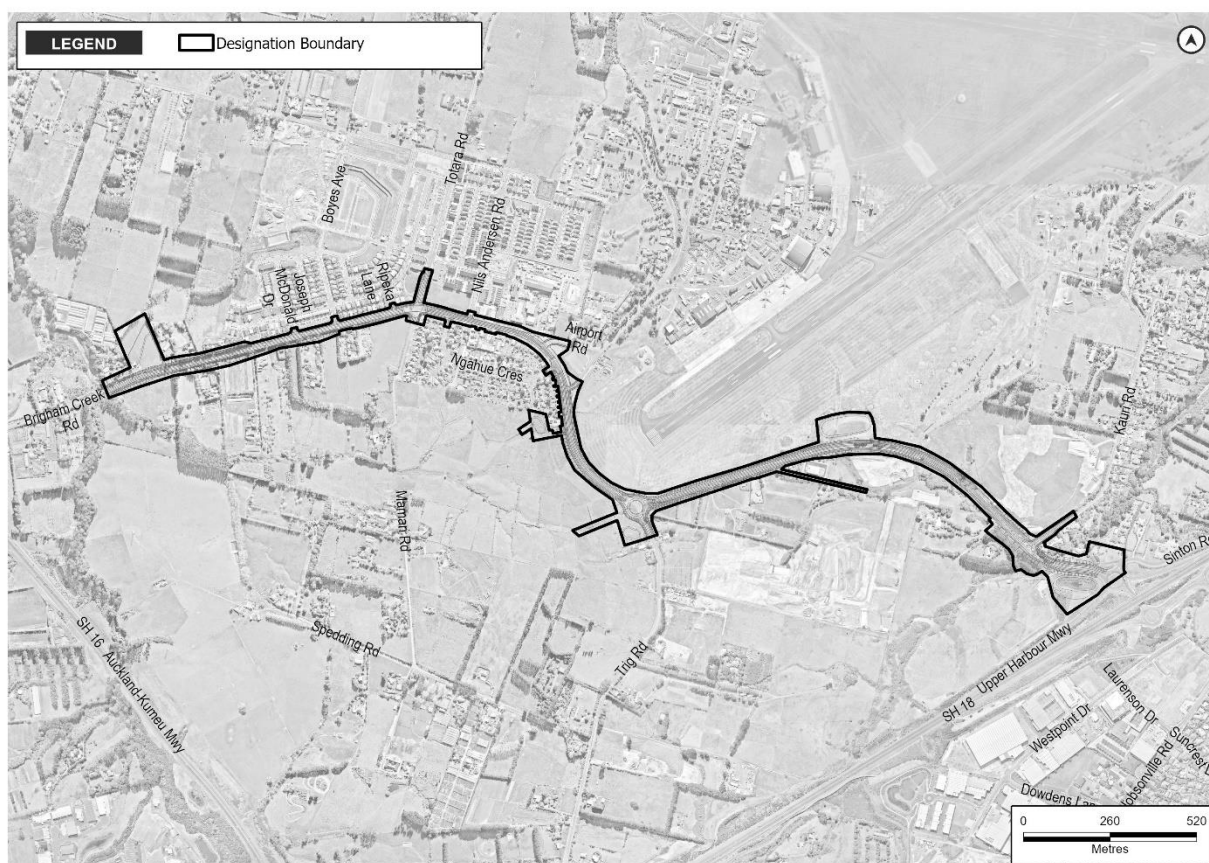 LEGEND
Designation Boundary
Boyes Ave
Totara Rd
Nils Andersen Rd
Ripeka
Lane
Joseph
McDonald
Dr
Airport
Rd
Ngahue Cres
Brigham Creek
Rd
Kauri Rd
Mamari Rd
Sinton Rd
Spedding Rd
Trig Rd
SH 16 Auckland-Kumeu Mwy
SH 18 Upper Harbour Mwy
Laurenson Dr
Westpoint Dr
Dowdens
0 260 520
Metres